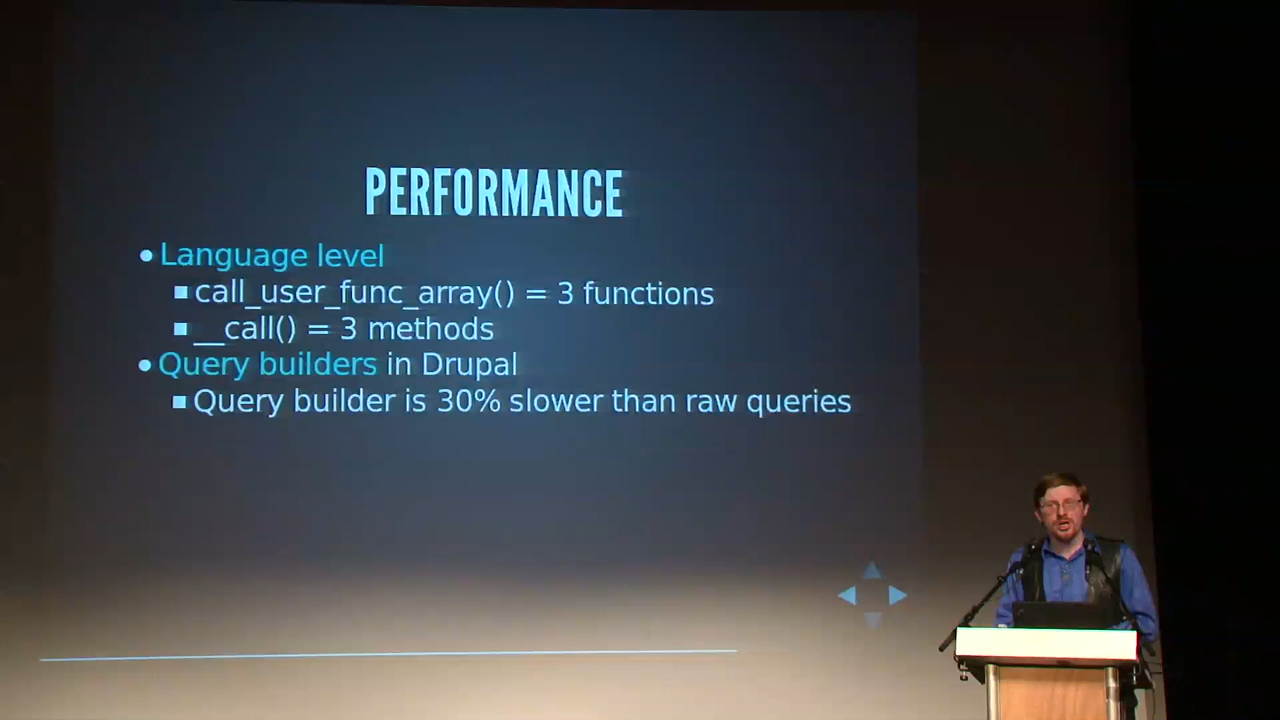 PERFORMANCE
Language level
call_user_func_array() = 3 functions
__call() = 3 methods
Query builders in Drupal
Query builder is 30% slower than raw queries